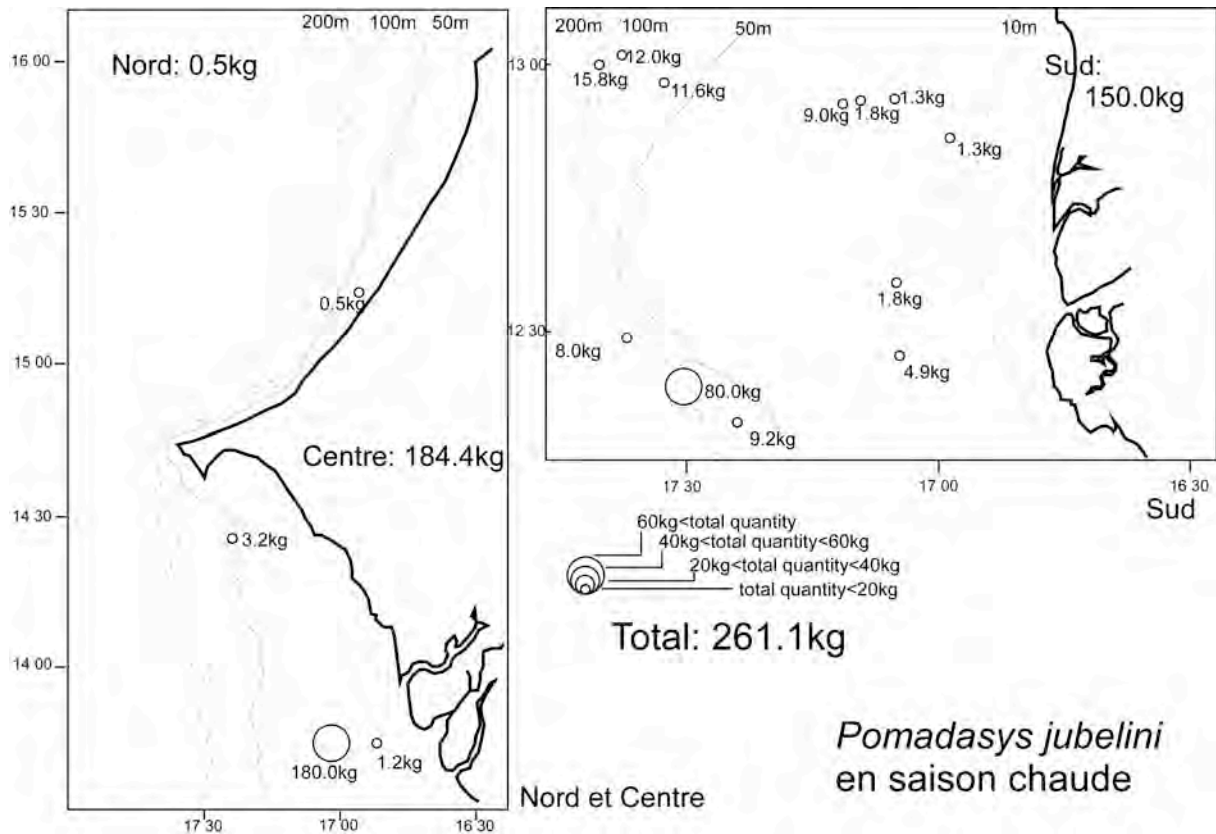 200m 100m 50m
16 00
Nord: 0.5kg
15 30
0.5kg
15 00
Centre: 184.4kg
14 30
3.2kg
14 00
180.0kg
1.2kg
17 30
17 00
16 30
Nord et Centre
200m 100m
50m
10m
13 00
12.0kg
15.8kg
11.6kg
Sud:
150.0kg
1.3kg
9.0kg
1.8kg
1.3kg
1.8kg
12 30
8.0kg
4.9kg
80.0kg
9.2kg
17 30
17 00
16 30
Sud
60kg<total quantity
40kg<total quantity<60kg
20kg<total quantity<40kg
total quantity<20kg
Total: 261.1kg
Pomadasys jubelini
en saison chaude